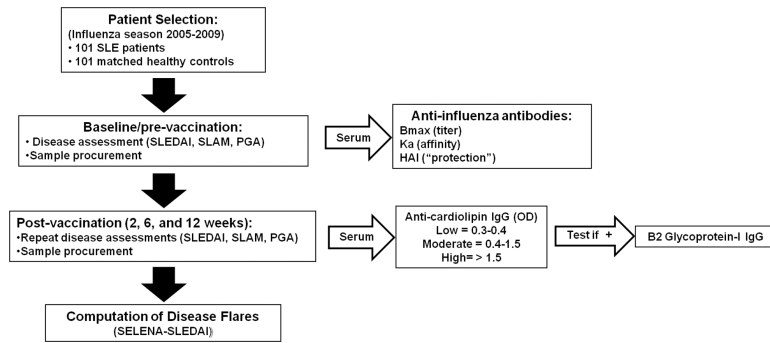 Patient Selection:
(Influenza season 2005-2009)
• 101 SLE patients
• 101 matched healthy controls
Baseline/pre-vaccination:
• Disease assessment (SLEDAI, SLAM, PGA)
•Sample procurement
Serum
Anti-influenza antibodies:
Bmax (titer)
Ka (affinity)
HAI (“protection”)
Post-vaccination (2, 6, and 12 weeks):
•Repeat disease assessments (SLEDAI, SLAM, PGA)
•Sample procurement
Serum
Anti-cardiolipin IgG (OD)
Low = 0.3-0.4
Moderate = 0.4-1.5
High= > 1.5
Test if +
B2 Glycoprotein-I IgG
Computation of Disease Flares
(SELENA-SLEDAI)